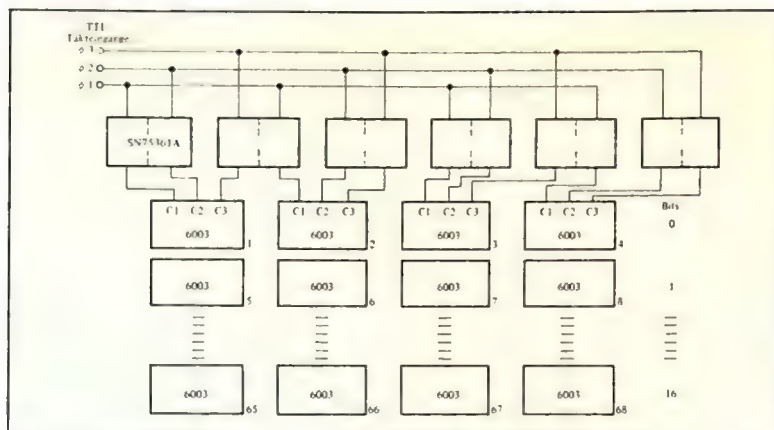 TTL
Takteingänge
φ 3
φ 2
φ 1
SN75361A
C1 C2 C3
C1 C2 C3
C1 C2 C3
C1 C2 C3
Bits
6003 1
6003 2
6003 3
6003 4
0
6003 5
6003 6
6003 7
6003 8
1
6003 65
6003 66
6003 67
6003 68
16